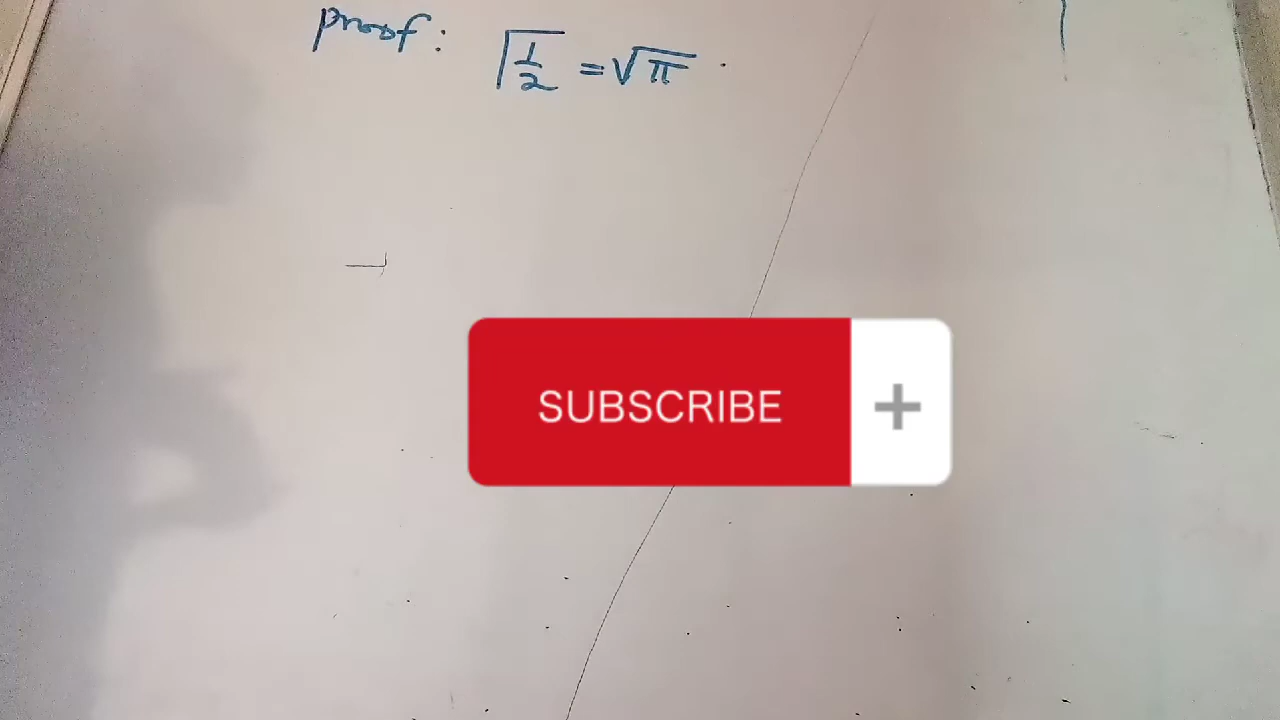 proof: Γ1/2 = √π.
SUBSCRIBE +